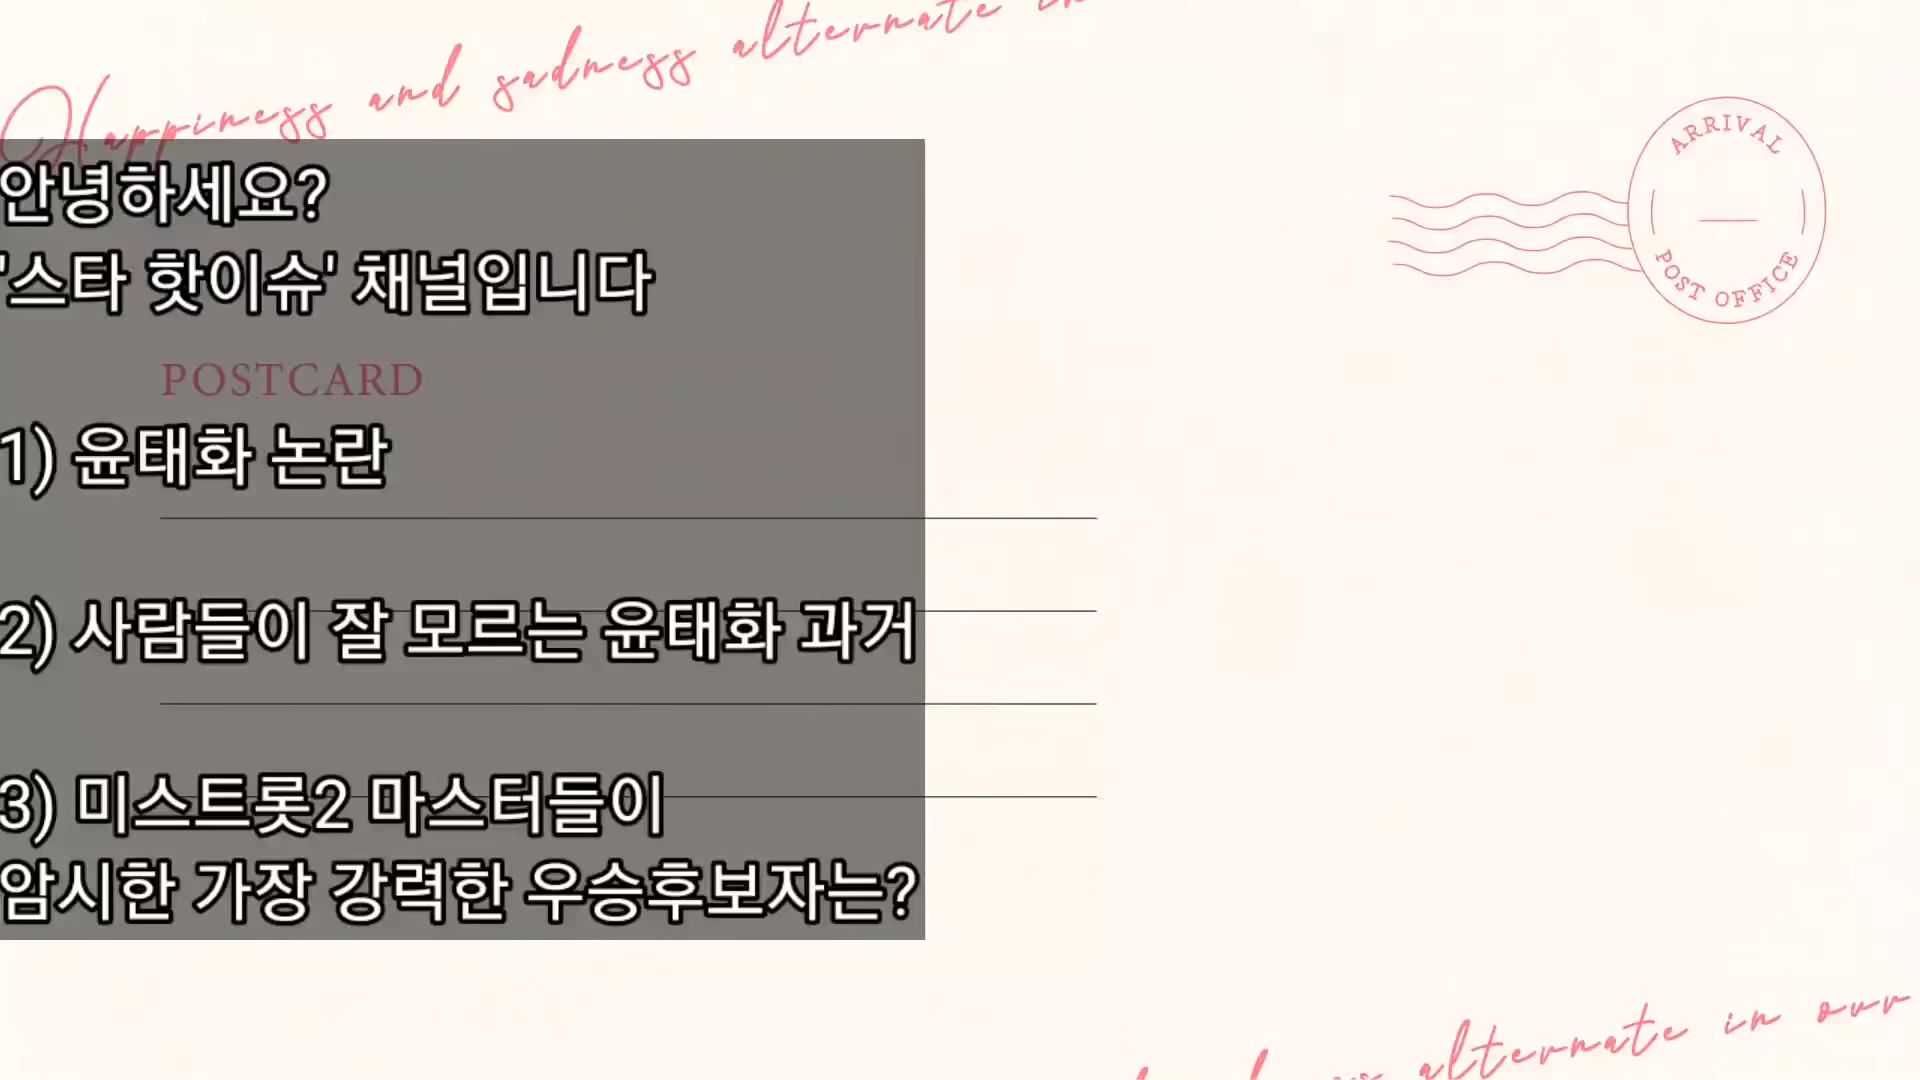 Happiness and sadness alternate in
ARRIVAL
POST OFFICE
안녕하세요?
'스타 핫이슈' 채널입니다
POSTCARD
1) 윤태화 논란
2) 사람들이 잘 모르는 윤태화 과거
3) 미스트롯2 마스터들이
암시한 가장 강력한 우승후보자는?
alternate in our